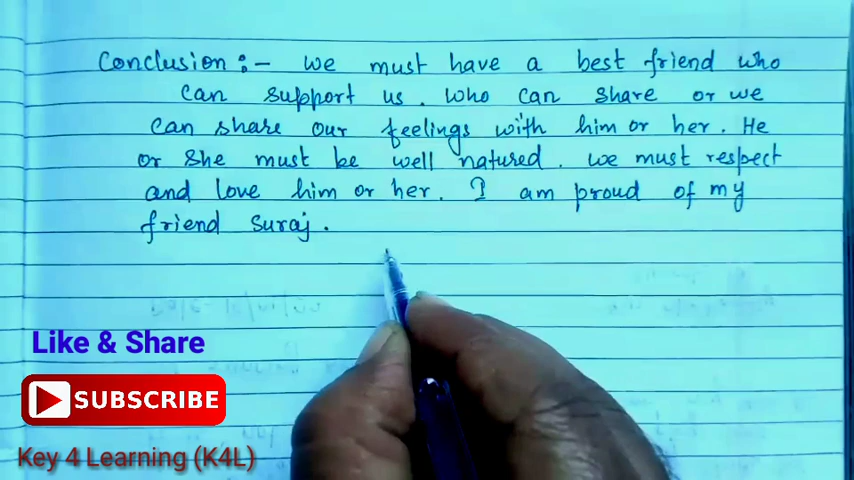 Conclusion :- we must have a best friend who
can support us. who can share or we
can share our feelings with him or her. He
or she must be well natured. we must respect
and love him or her. I am proud of my
friend suraj.
Like & Share
SUBSCRIBE
Key 4 Learning (K4L)